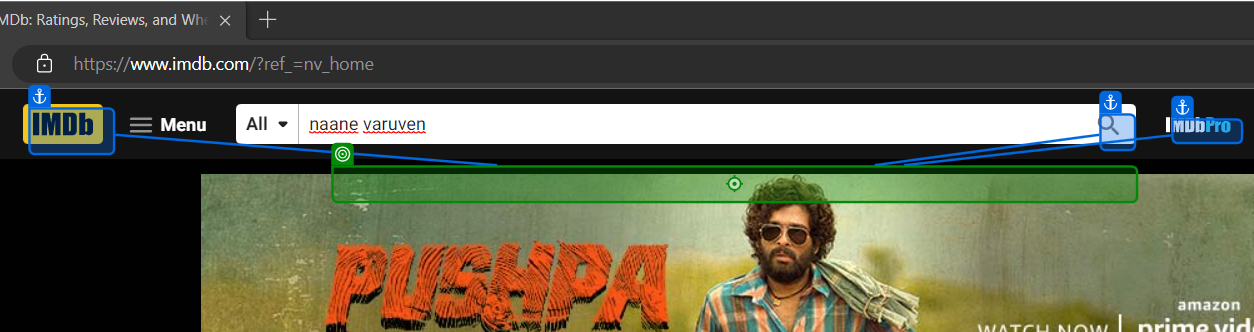 MDb: Ratings, Reviews, and Whe
https://www.imdb.com/?ref_=nv_home
IMDb Menu All naane varuven IMDbPro
PUSHPA
amazon
WATCH NOW prime vid